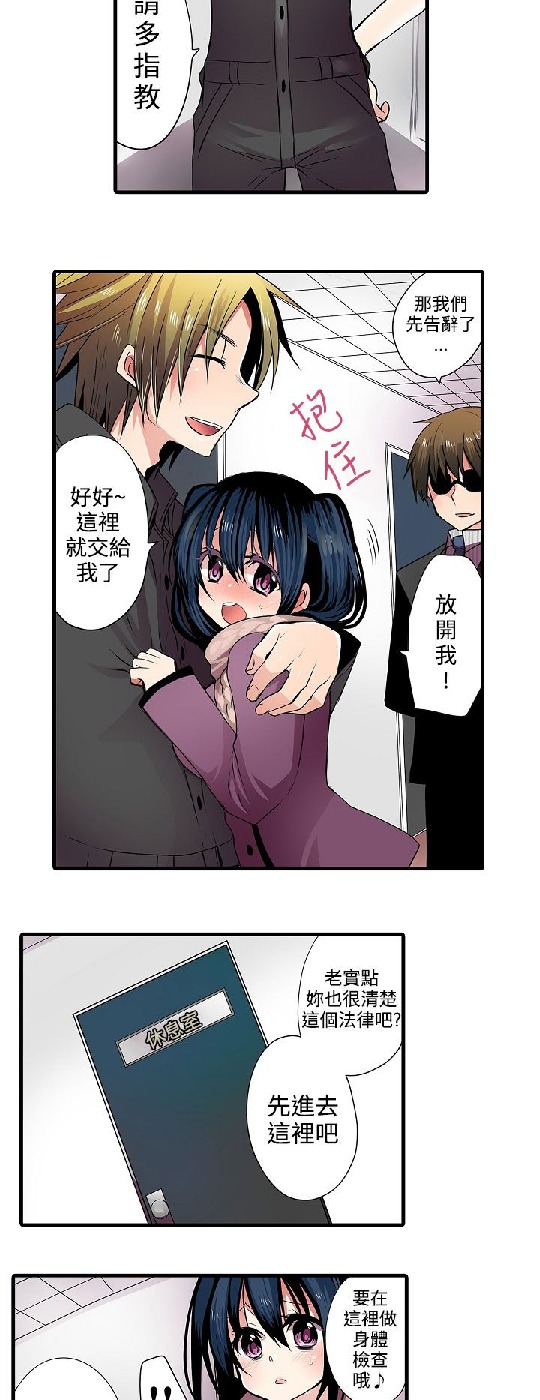 請多指教
那我們
先告辭了
…
抱住
好好~
這裡
就交給
我了
放開我！
老實點
妳也很清楚
這個法律吧?
休息室
先進去
這裡吧
要在
這裡做
身體
檢查
哦♪
!!